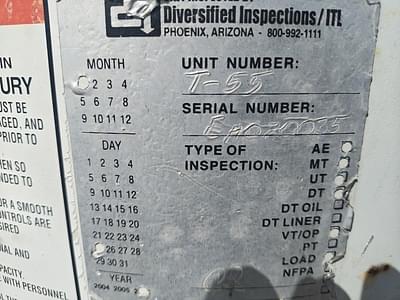 Diversified Inspections/ITL
PHOENIX, ARIZONA - 800-992-1111
MONTH
2 3 4
5 6 7 8
9 10 11 12
DAY
1 2 3 4
5 6 7 8
9 10 11 12
13 14 15 16
17 18 19 20
21 22 23 24
26 27 28
29 30 31
YEAR
2004 2005
UNIT NUMBER:
T-55
SERIAL NUMBER:
TYPE OF
INSPECTION:
AE
MT
UT
DT
DT OIL
DT LINER
VT/OP
PT
LOAD
NFPA
IN
URY
ST BE
AGED, AND
PRIOR TO
EN SO
NDED TO
R A SMOOTH
ONTROLS ARE
SIRED
AL AND
PACITY.
WITH PERSONNEL